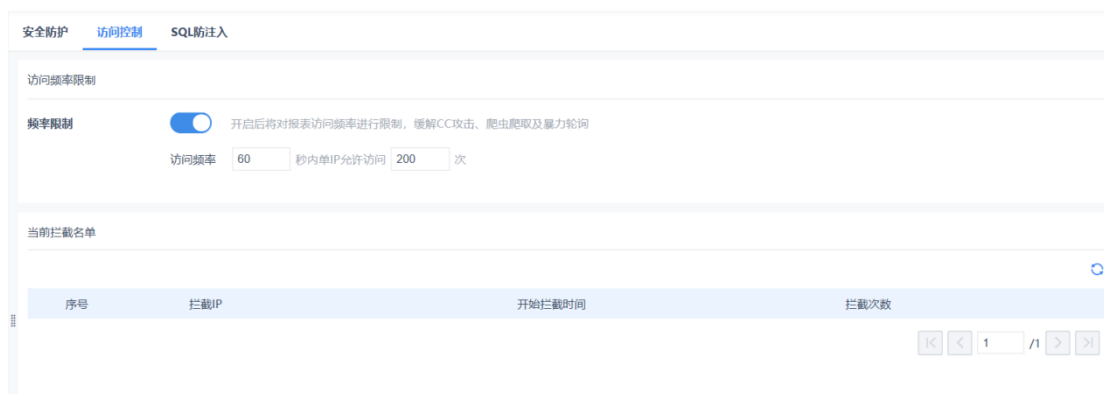 安全防护 访问控制 SQL防注入
访问频率限制
频率限制 开启后将对报表访问频率进行限制，缓解CC攻击、爬虫爬取及暴力轮询
访问频率 60 秒内单IP允许访问 200 次
当前拦截名单
序号 拦截IP 开始拦截时间 拦截次数
1 /1